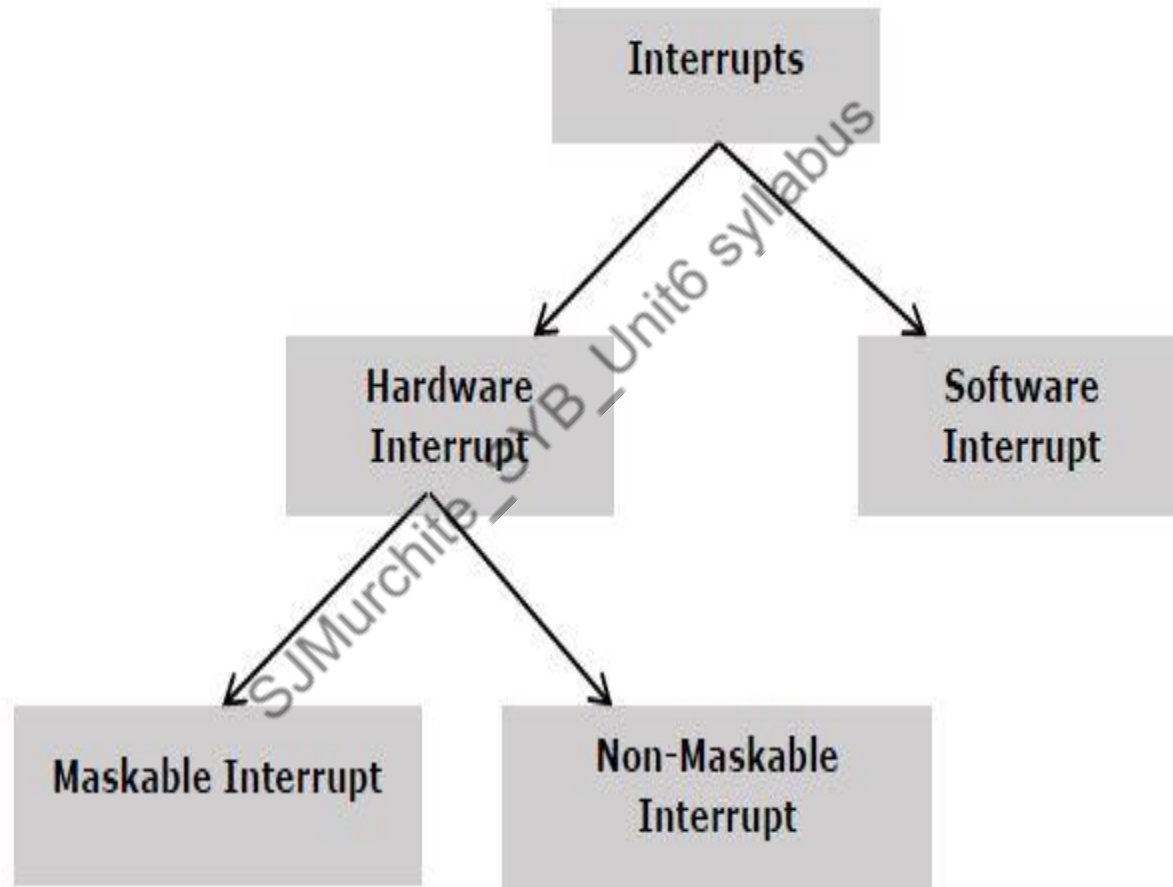 Interrupts
Hardware
Interrupt
Software
Interrupt
Maskable Interrupt
Non-Maskable
Interrupt
SJMurchite_SYB_Unit6 syllabus